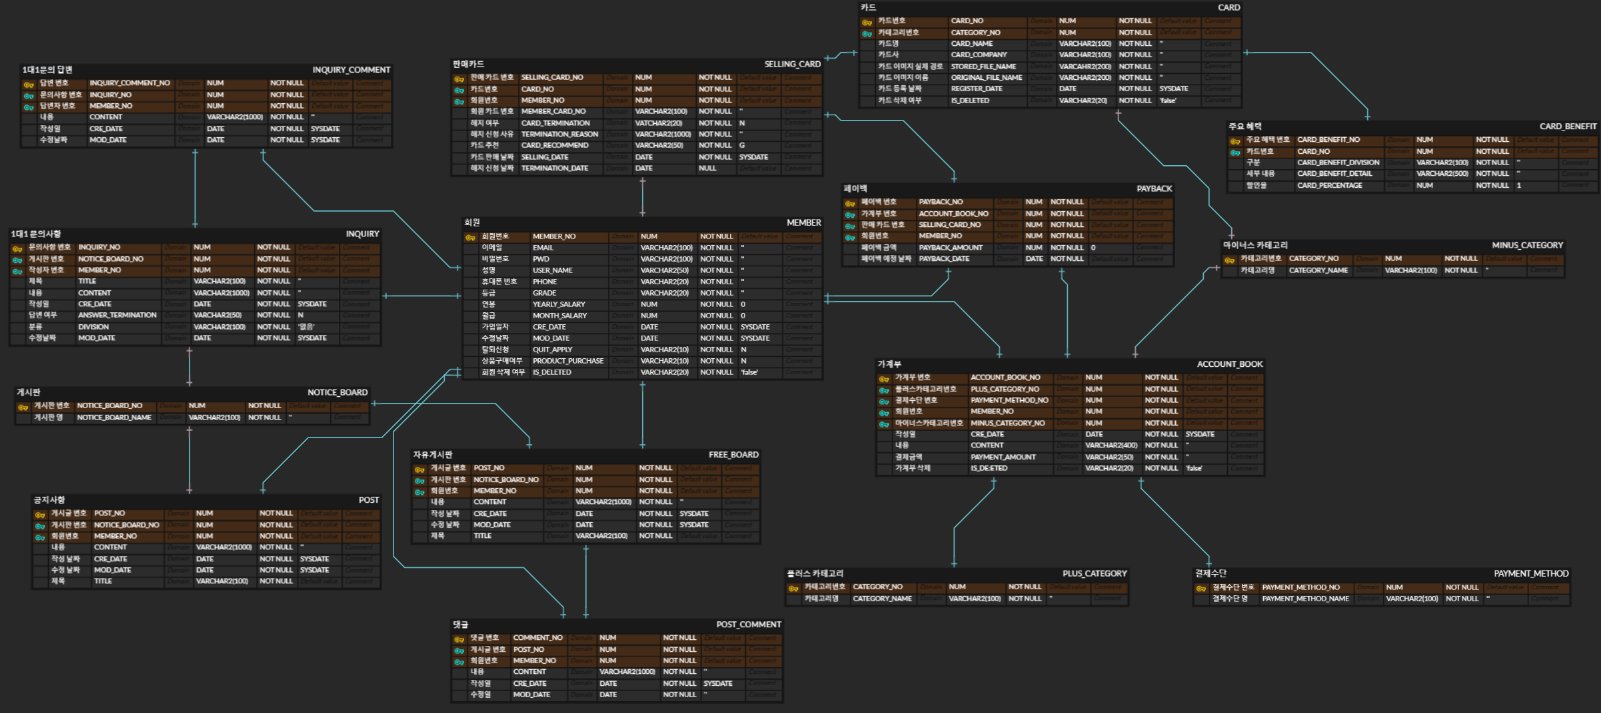 카드 CARD
카드번호 CARD_NO NUM NOT NULL
카테고리번호 CATEGORY_NO NUM NOT NULL
카드명 CARD_NAME VARCHAR2(100) NOT NULL ''
카드사 CARD_COMPANY VARCHAR2(100) NOT NULL ''
카드 이미지 실제 경로 STORED_FILE_NAME VARCAHR2(200) NOT NULL ''
카드 이미지 이름 ORIGINAL_FILE_NAME VARCHAR2(200) NOT NULL ''
카드 등록 날짜 REGISTER_DATE DATE NOT NULL SYSDATE
카드 삭제 여부 IS_DELETED VARCHAR2(20) NOT NULL 'false'
1대1문의 답변 INQUIRY_COMMENT
답변 번호 INQUIRY_COMMENT_NO NUM NOT NULL
문의사항 번호 INQUIRY_NO NUM NOT NULL
답변자 번호 MEMBER_NO NUM NOT NULL
내용 CONTENT VARCHAR2(1000) NOT NULL ''
작성일 CRE_DATE DATE NOT NULL SYSDATE
수정날짜 MOD_DATE DATE NOT NULL SYSDATE
판매카드 SELLING_CARD
판매 카드 번호 SELLING_CARD_NO NUM NOT NULL
카드번호 CARD_NO NUM NOT NULL
회원번호 MEMBER_NO NUM NOT NULL
회원 카드 번호 MEMBER_CARD_NO VARCHAR2(100) NOT NULL ''
해지 여부 CARD_TERMINATION VATCHAR2(20) NOT NULL N
해지 신청 사유 TERMINATION_REASON VARCHAR2(1000) NOT NULL ''
카드 추천 CARD_RECOMMEND VARCHAR2(50) NOT NULL G
카드 판매 날짜 SELLING_DATE DATE NOT NULL SYSDATE
해지 신청 날짜 TERMINATION_DATE DATE NULL
주요 혜택 CARD_BENEFIT
주요 혜택 번호 CARD_BENEFIT_NO NUM NOT NULL
카드번호 CARD_NO NUM NOT NULL
구분 CARD_BENEFIT_DIVISION VARCHAR2(100) NOT NULL ''
세부 내용 CARD_BENEFIT_DETAIL VARCHAR2(500) NOT NULL ''
할인율 CARD_PERCENTAGE NUM NOT NULL 1
페이백 PAYBACK
페이백 번호 PAYBACK_NO NUM NOT NULL
가계부 번호 ACCOUNT_BOOK_NO NUM NOT NULL
판매 카드 번호 SELLING_CARD_NO NUM NOT NULL
회원번호 MEMBER_NO NUM NOT NULL
페이백 금액 PAYBACK_AMOUNT NUM NOT NULL 0
페이백 예정 날짜 PAYBACK_DATE DATE NOT NULL
1대1문의사항 INQUIRY
문의사항 번호 INQUIRY_NO NUM NOT NULL
게시판 번호 NOTICE_BOARD_NO NUM NOT NULL
작성자 번호 MEMBER_NO NUM NOT NULL
제목 TITLE VARCHAR2(100) NOT NULL ''
내용 CONTENT VARCHAR2(1000) NOT NULL ''
작성일 CRE_DATE DATE NOT NULL SYSDATE
답변 여부 ANSWER_TERMINATION VARCHAR2(50) NOT NULL N
분류 DIVISION VARCHAR2(100) NOT NULL '없음'
수정날짜 MOD_DATE DATE NOT NULL SYSDATE
회원 MEMBER
회원번호 MEMBER_NO NUM NOT NULL
이메일 EMAIL VARCHAR2(100) NOT NULL ''
비밀번호 PWD VARCHAR2(100) NOT NULL ''
성명 USER_NAME VARCHAR2(50) NOT NULL ''
휴대폰 번호 PHONE VARCHAR2(20) NOT NULL ''
등급 GRADE VARCHAR2(20) NOT NULL ''
연봉 YEARLY_SALARY NUM NOT NULL 0
월급 MONTH_SALARY NUM NOT NULL 0
가입일자 CRE_DATE DATE NOT NULL SYSDATE
수정날짜 MOD_DATE DATE NOT NULL SYSDATE
탈퇴신청 QUIT_APPLY VARCHAR2(10) NOT NULL N
상품구매여부 PRODUCT_PURCHASE VARCHAR2(10) NOT NULL N
회원 삭제 여부 IS_DELETED VARCHAR2(20) NOT NULL 'false'
마이너스 카테고리 MINUS_CATEGORY
카테고리번호 CATEGORY_NO NUM NOT NULL
카테고리명 CATEGORY_NAME VARCHAR2(100) NOT NULL ''
가계부 ACCOUNT_BOOK
가계부 번호 ACCOUNT_BOOK_NO NUM NOT NULL
플러스카테고리번호 PLUS_CATEGORY_NO NUM NOT NULL
결제수단 번호 PAYMENT_METHOD_NO NUM NOT NULL
회원번호 MEMBER_NO NUM NOT NULL
마이너스카테고리번호 MINUS_CATEGORY_NO NUM NOT NULL
작성일 CRE_DATE DATE NOT NULL SYSDATE
내용 CONTENT VARCHAR2(400) NOT NULL ''
결제금액 PAYMENT_AMOUNT VARCHAR2(50) NOT NULL ''
가계부 삭제 IS_DE:ETED VARCHAR2(20) NOT NULL 'false'
게시판 NOTICE_BOARD
게시판 번호 NOTICE_BOARD_NO NUM NOT NULL
게시판 명 NOTICE_BOARD_NAME VARCHAR2(100) NOT NULL ''
자유게시판 FREE_BOARD
게시글 번호 POST_NO NUM NOT NULL
게시판 번호 NOTICE_BOARD_NO NUM NOT NULL
회원번호 MEMBER_NO NUM NOT NULL
내용 CONTENT VARCHAR2(1000) NOT NULL ''
작성 날짜 CRE_DATE DATE NOT NULL SYSDATE
수정 날짜 MOD_DATE DATE NOT NULL SYSDATE
제목 TITLE VARCHAR2(100) NOT NULL
공지사항 POST
게시글 번호 POST_NO NUM NOT NULL
게시판 번호 NOTICE_BOARD_NO NUM NOT NULL
회원번호 MEMBER_NO NUM NOT NULL
내용 CONTENT VARCHAR2(1000) NOT NULL ''
작성 날짜 CRE_DATE DATE NOT NULL SYSDATE
수정 날짜 MOD_DATE DATE NOT NULL SYSDATE
제목 TITLE VARCHAR2(100) NOT NULL
플러스 카테고리 PLUS_CATEGORY
카테고리번호 CATEGORY_NO NUM NOT NULL
카테고리명 CATEGORY_NAME VARCHAR2(100) NOT NULL ''
결제수단 PAYMENT_METHOD
결제수단 번호 PAYMENT_METHOD_NO NUM NOT NULL
결제수단 명 PAYMENT_METHOD_NAME VARCHAR2(100) NOT NULL ''
댓글 POST_COMMENT
댓글 번호 COMMENT_NO NUM NOT NULL
게시글 번호 POST_NO NUM NOT NULL
회원번호 MEMBER_NO NUM NOT NULL
내용 CONTENT VARCHAR2(1000) NOT NULL ''
작성일 CRE_DATE DATE NOT NULL SYSDATE
수정일 MOD_DATE DATE NOT NULL ''